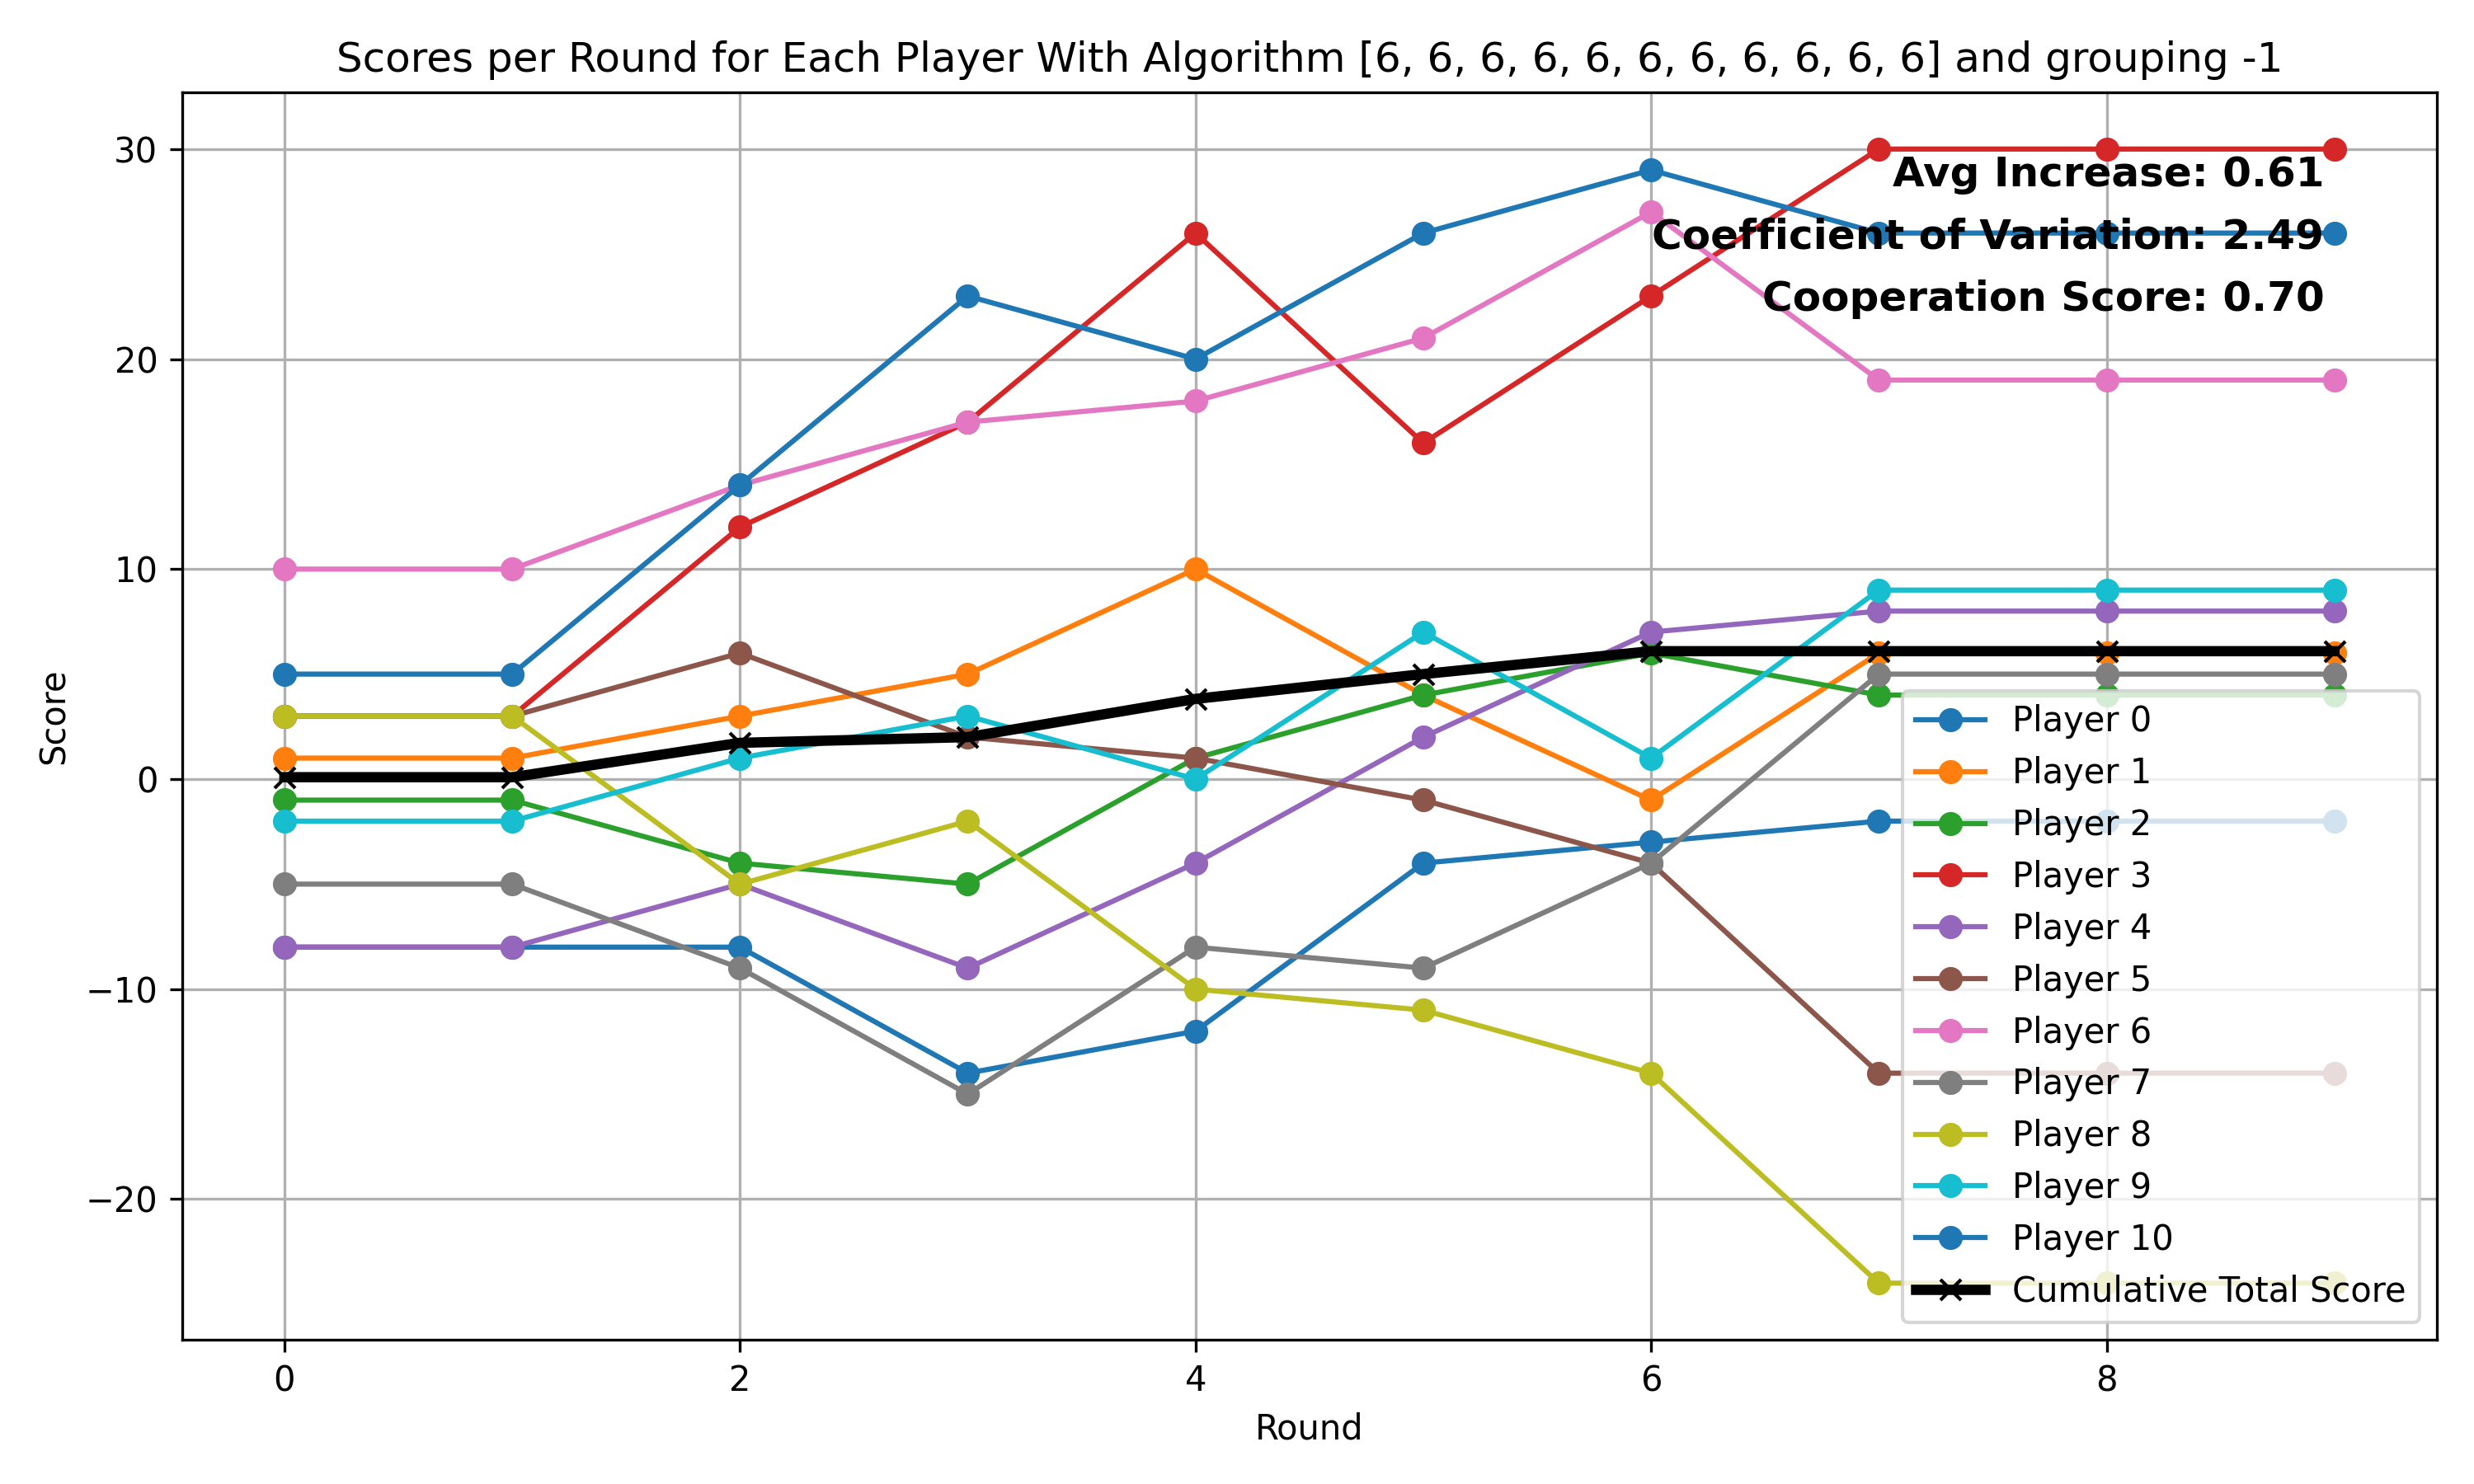 Scores per Round for Each Player With Algorithm [6, 6, 6, 6, 6, 6, 6, 6, 6, 6, 6] and grouping -1
30
20
10
0
−10
−20
Score
Avg Increase: 0.61
Coefficient of Variation: 2.49
Cooperation Score: 0.70
Player 0
Player 1
Player 2
Player 3
Player 4
Player 5
Player 6
Player 7
Player 8
Player 9
Player 10
Cumulative Total Score
0 2 4 6 8
Round